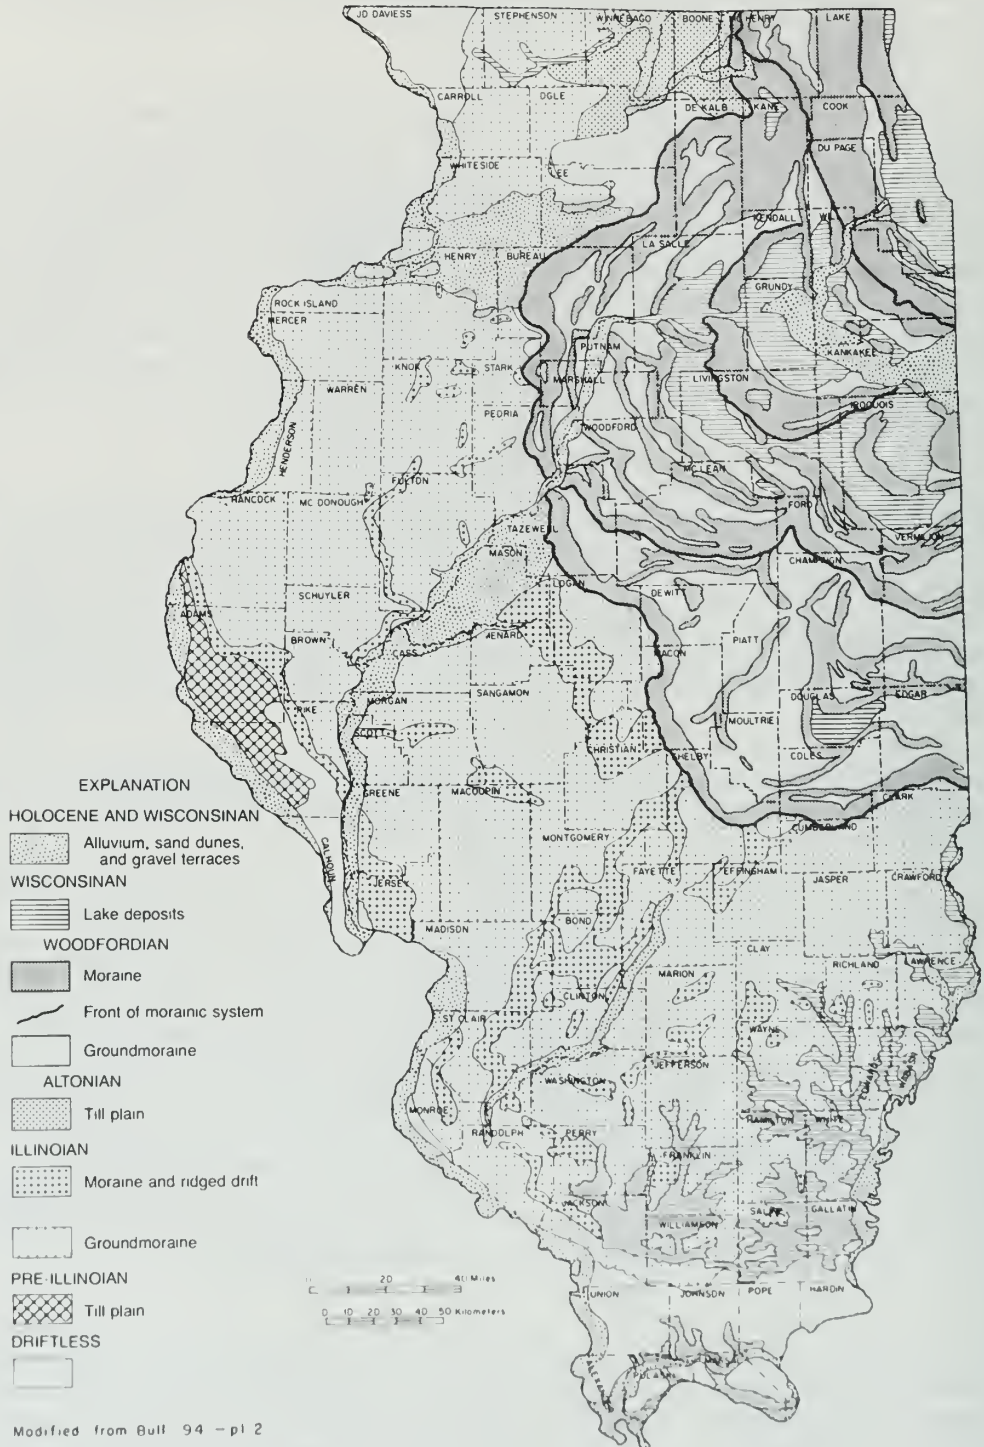 JO DAVIESS
STEPHENSON
WINNEBAGO
BOONE
MC HENRY
LAKE
CARROLL
OGLE
DE KALB
KANE
COOK
DU PAGE
WHITESIDE
LEE
KENDALL
WILL
HENRY
BUREAU
LA SALLE
GRUNDY
ROCK ISLAND
MERCER
PUTNAM
KANKAKEE
KNOX
STARK
MARSHALL
LIVINGSTON
WARREN
PEORIA
IROQUOIS
HENDERSON
WOODFORD
FULTON
MCLEAN
HANCOCK
MC DONOUGH
FORD
TAZEWELL
VERMILION
MASON
CHAMPAIGN
LOGAN
SCHUYLER
DEWITT
ADAMS
BROWN
MENARD
PIATT
CASS
MACON
SANGAMON
DOUGLAS
EDGAR
PIKE
MORGAN
MOULTRIE
SCOTT
CHRISTIAN
SHELBY
COLES
GREENE
MACOUPIN
CLARK
CUMBERLAND
MONTGOMERY
CALHOUN
FAYETTE
EFFINGHAM
JASPER
CRAWFORD
JERSEY
BOND
MADISON
CLAY
RICHLAND
LAWRENCE
MARION
CLINTON
ST CLAIR
WAYNE
EDWARDS
WABASH
JEFFERSON
WASHINGTON
MONROE
RANDOLPH
PERRY
HAMILTON
WHITE
FRANKLIN
JACKSON
WILLIAMSON
SALINE
GALLATIN
UNION
JOHNSON
POPE
HARDIN
ALEXANDER
PULASKI
EXPLANATION
HOLOCENE AND WISCONSINAN
Alluvium, sand dunes,
and gravel terraces
WISCONSINAN
Lake deposits
WOODFORDIAN
Moraine
Front of morainic system
Groundmoraine
ALTONIAN
Till plain
ILLINOIAN
Moraine and ridged drift
Groundmoraine
PRE-ILLINOIAN
Till plain
DRIFTLESS
0 20 40 Miles
0 10 20 30 40 50 Kilometers
Modified from Bull 94 – pl 2